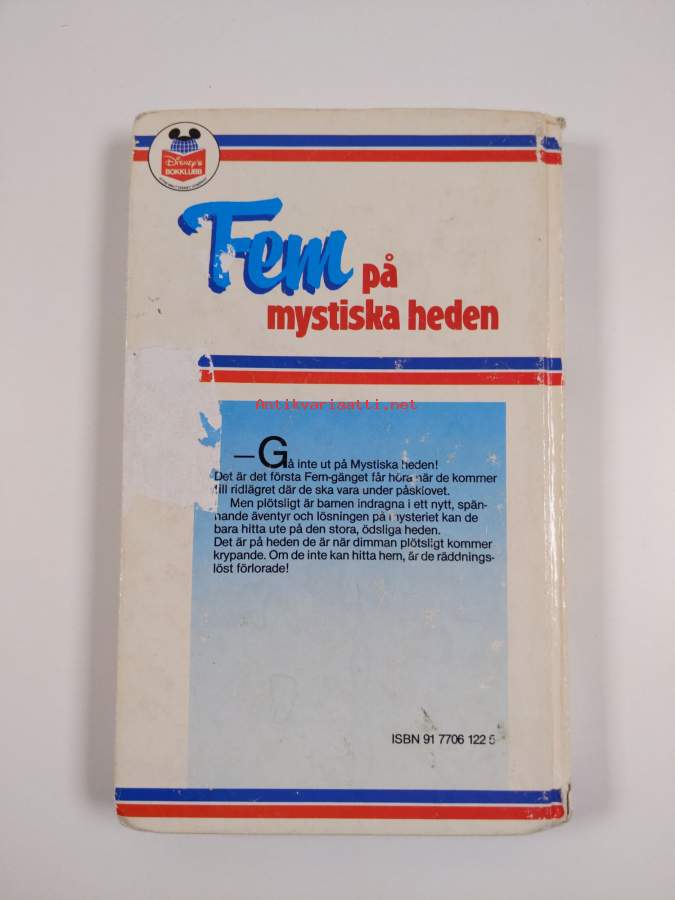 Disney's
BOKKLUBB
Fem på
mystiska heden
Antikvariaatti.net
—Gå inte ut på Mystiska heden!
Det är det första Fem-gänget får höra när de kommer
till ridlägret där de ska vara under påsklovet.
Men plötsligt är barnen indragna i ett nytt, spän-
nande äventyr och lösningen på mysteriet kan de
bara hitta ute på den stora, ödsliga heden.
Det är på heden de är när dimman plötsligt kommer
krypande. Om de inte kan hitta hem, är de räddnings-
löst förlorade!
ISBN 91 7706 122 5